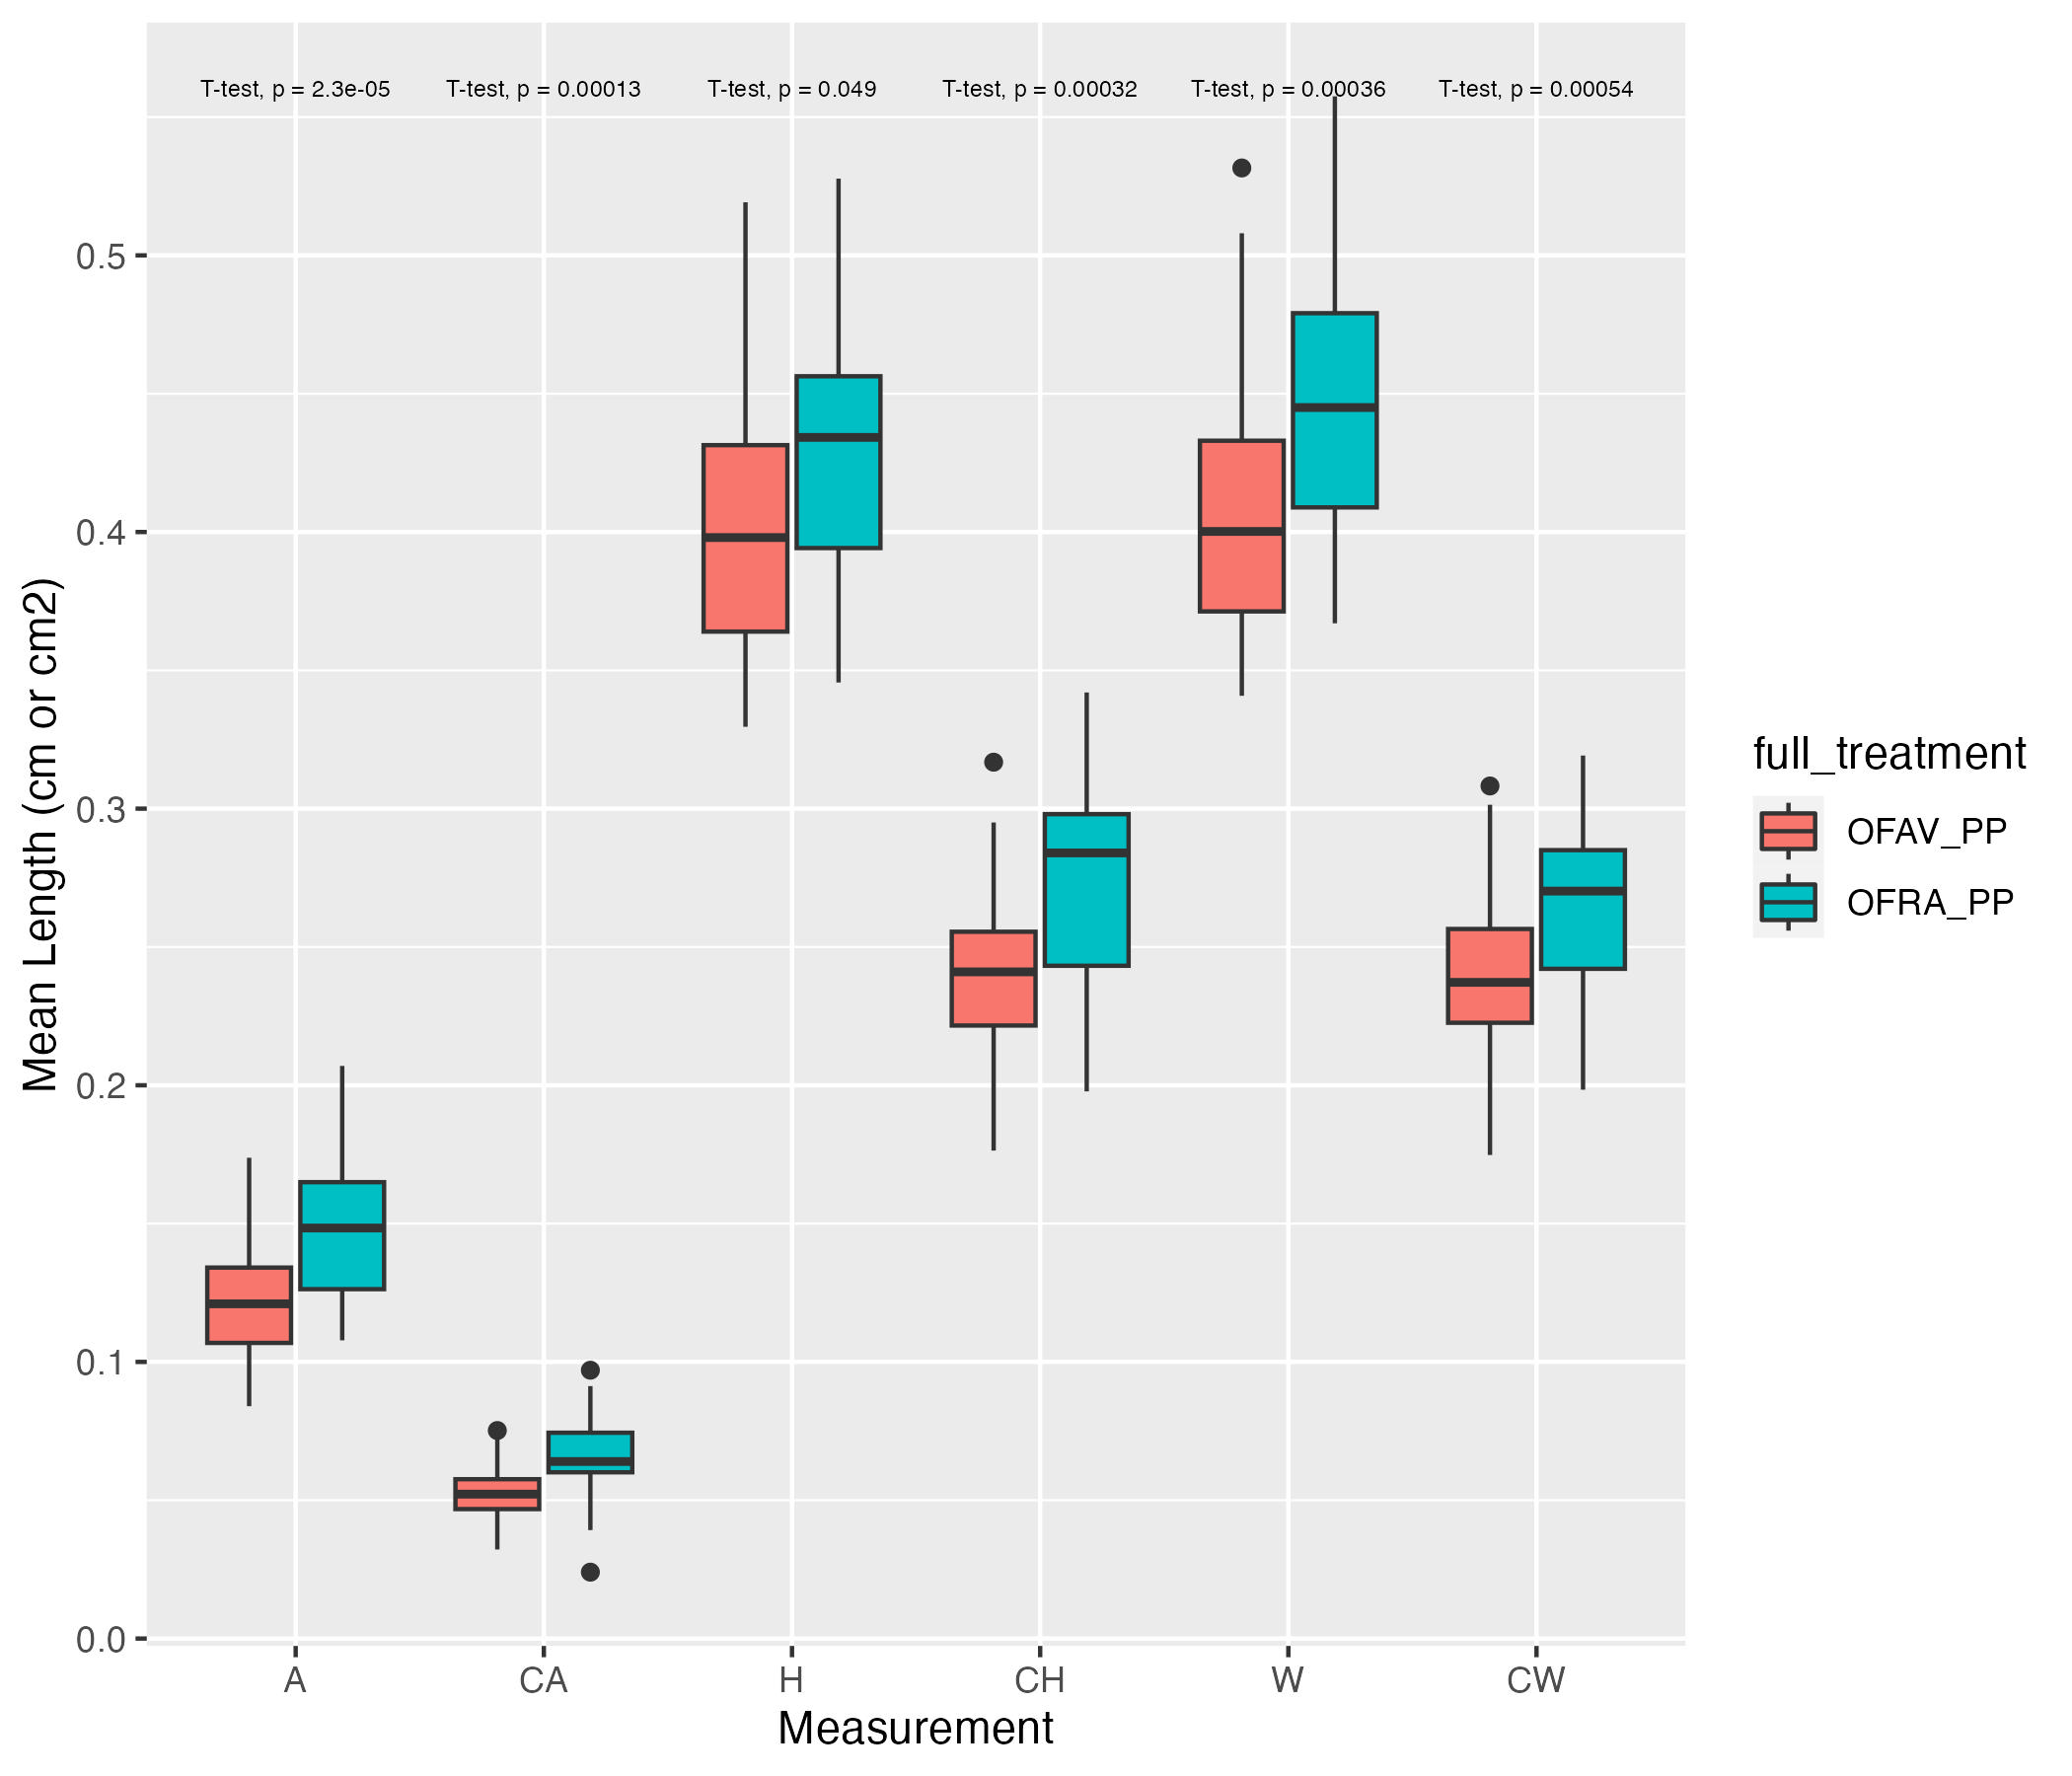 T-test, p = 2.3e-05 T-test, p = 0.00013 T-test, p = 0.049 T-test, p = 0.00032 T-test, p = 0.00036 T-test, p = 0.00054
0.5
0.4
0.3
0.2
0.1
0.0
Mean Length (cm or cm2)
A CA H CH W CW
Measurement
full_treatment
OFAV_PP
OFRA_PP